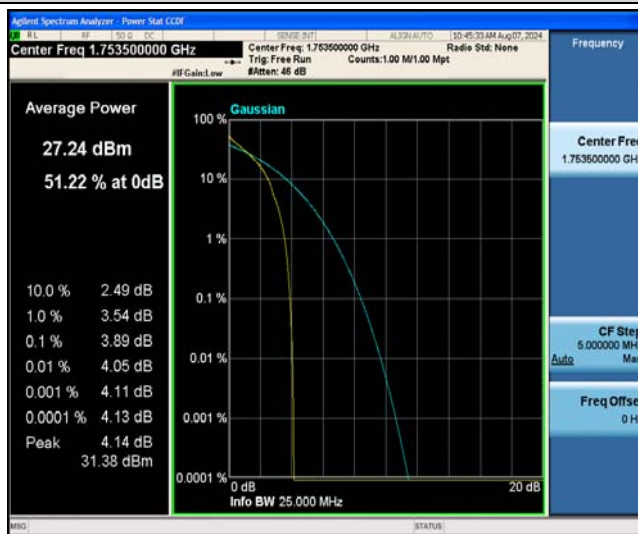 Agilent Spectrum Analyzer - Power Stat CCDF
RL RF 50 Ω DC SENSE:INT ALIGN AUTO 10:45:33 AM Aug 07, 2024
Center Freq 1.753500000 GHz
Center Freq: 1.753500000 GHz Radio Std: None
Trig: Free Run Counts:1.00 M/1.00 Mpt
#IFGain:Low #Atten: 46 dB
Frequency
Average Power
27.24 dBm
51.22 % at 0dB
10.0 % 2.49 dB
1.0 % 3.54 dB
0.1 % 3.89 dB
0.01 % 4.05 dB
0.001 % 4.11 dB
0.0001 % 4.13 dB
Peak 4.14 dB
31.38 dBm
Gaussian
100 %
10 %
1 %
0.1 %
0.01 %
0.001 %
0.0001 %
0 dB 20 dB
Info BW 25.000 MHz
Center Fre
1.753500000 GH
CF Step
5.000000 MH
Auto Ma
Freq Offse
0 H
MSG STATUS